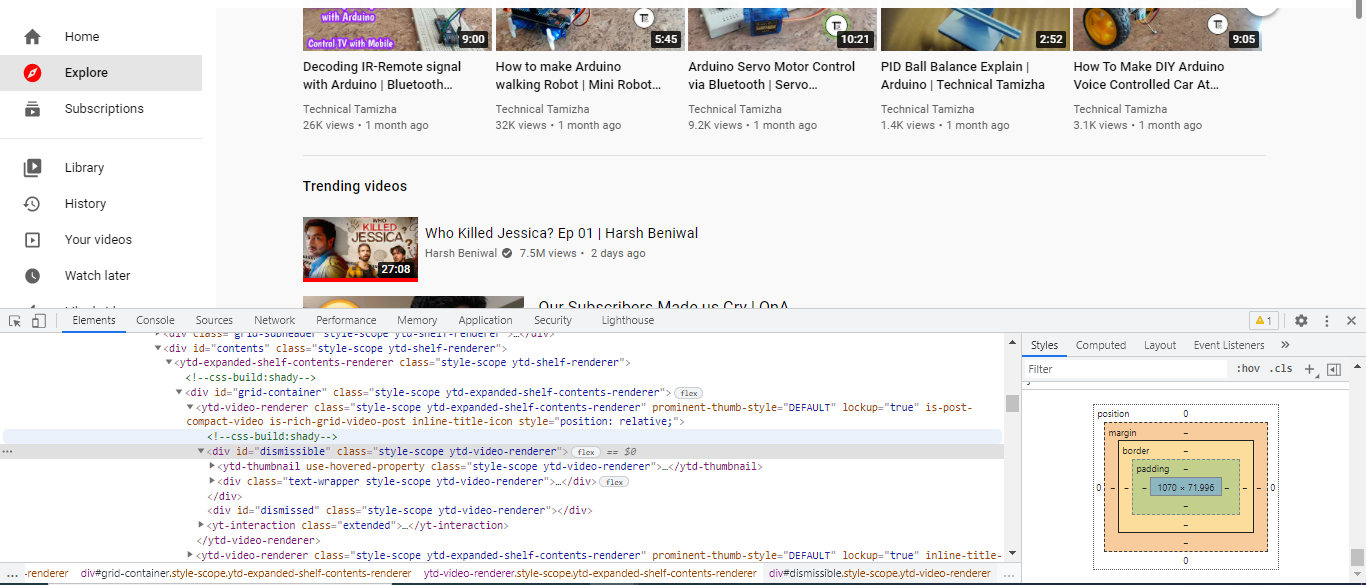 with Arduino
Control TV with Mobile
9:00
5:45
10:21
2:52
9:05
Home
Explore
Subscriptions
Library
History
Your videos
Watch later
Decoding IR-Remote signal
with Arduino | Bluetooth...
Technical Tamizha
26K views • 1 month ago
How to make Arduino
walking Robot | Mini Robot...
Technical Tamizha
32K views • 1 month ago
Arduino Servo Motor Control
via Bluetooth | Servo...
Technical Tamizha
9.2K views • 1 month ago
PID Ball Balance Explain |
Arduino | Technical Tamizha
Technical Tamizha
1.4K views • 1 month ago
How To Make DIY Arduino
Voice Controlled Car At...
Technical Tamizha
3.1K views • 1 month ago
Trending videos
WHO
KILLED
JESSICA?
27:08
Who Killed Jessica? Ep 01 | Harsh Beniwal
Harsh Beniwal 7.5M views • 2 days ago
Our Subscribers Made us Cry | QnA
Elements Console Sources Network Performance Memory Application Security Lighthouse 1
<div class="grid-subheader style-scope ytd-shelf-renderer">…</div>
<div id="contents" class="style-scope ytd-shelf-renderer">
<ytd-expanded-shelf-contents-renderer class="style-scope ytd-shelf-renderer">
<!--css-build:shady-->
<div id="grid-container" class="style-scope ytd-expanded-shelf-contents-renderer"> flex
<ytd-video-renderer class="style-scope ytd-expanded-shelf-contents-renderer" prominent-thumb-style="DEFAULT" lockup="true" is-post-
compact-video is-rich-grid-video-post inline-title-icon style="position: relative;">
<!--css-build:shady-->
... <div id="dismissible" class="style-scope ytd-video-renderer"> flex == $0
<ytd-thumbnail use-hovered-property class="style-scope ytd-video-renderer">…</ytd-thumbnail>
<div class="text-wrapper style-scope ytd-video-renderer">…</div> flex
</div>
<div id="dismissed" class="style-scope ytd-video-renderer"></div>
<yt-interaction class="extended">…</yt-interaction>
</ytd-video-renderer>
<ytd-video-renderer class="style-scope ytd-expanded-shelf-contents-renderer" prominent-thumb-style="DEFAULT" lockup="true" inline-title-
... -renderer div#grid-container.style-scope.ytd-expanded-shelf-contents-renderer ytd-video-renderer.style-scope.ytd-expanded-shelf-contents-renderer div#dismissible.style-scope.ytd-video-renderer ...
Styles Computed Layout Event Listeners »
Filter :hov .cls +
}
position 0
margin –
border –
padding –
0 – – – 1070 × 71.996 – – – 0
–
–
–
0